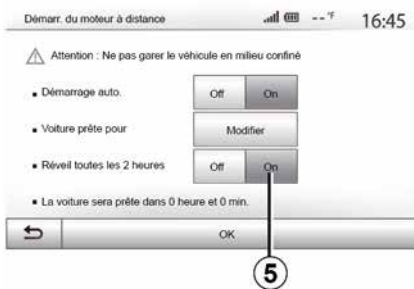 Démarr. du moteur à distance -- °F 16:45
Attention : Ne pas garer le véhicule en milieu confiné
▪ Démarrage auto. Off On
▪ Voiture prête pour Modifier
▪ Réveil toutes les 2 heures Off On
▪ La voiture sera prête dans 0 heure et 0 min.
OK
5